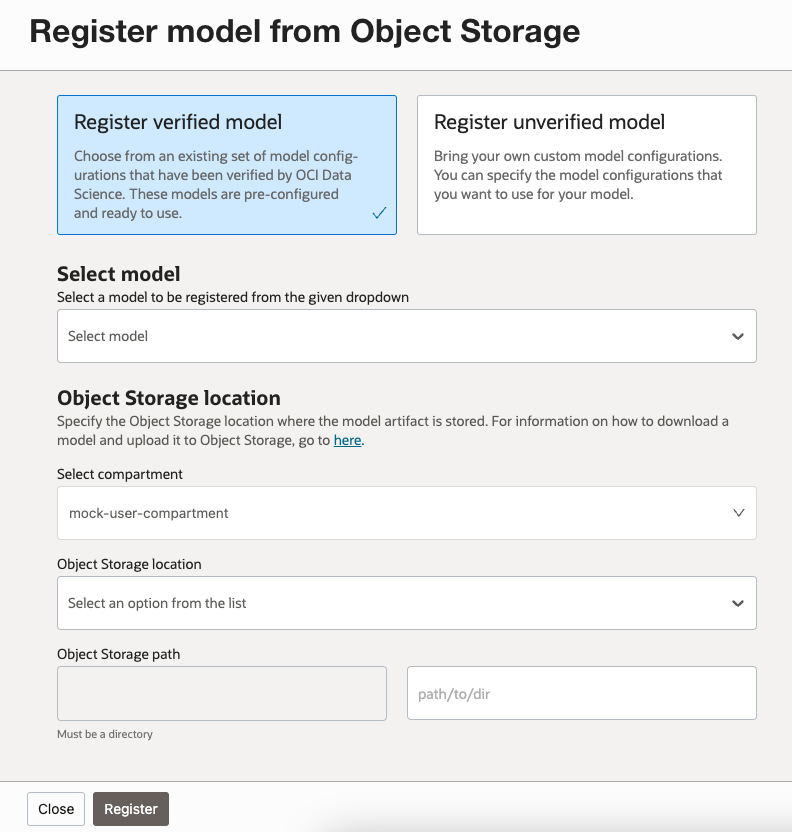 Register model from Object Storage
Register verified model
Choose from an existing set of model config-
urations that have been verified by OCI Data
Science. These models are pre-configured
and ready to use.
Register unverified model
Bring your own custom model configurations.
You can specify the model configurations that
you want to use for your model.
Select model
Select a model to be registered from the given dropdown
Select model
Object Storage location
Specify the Object Storage location where the model artifact is stored. For information on how to download a
model and upload it to Object Storage, go to here.
Select compartment
mock-user-compartment
Object Storage location
Select an option from the list
Object Storage path
path/to/dir
Must be a directory
Close
Register